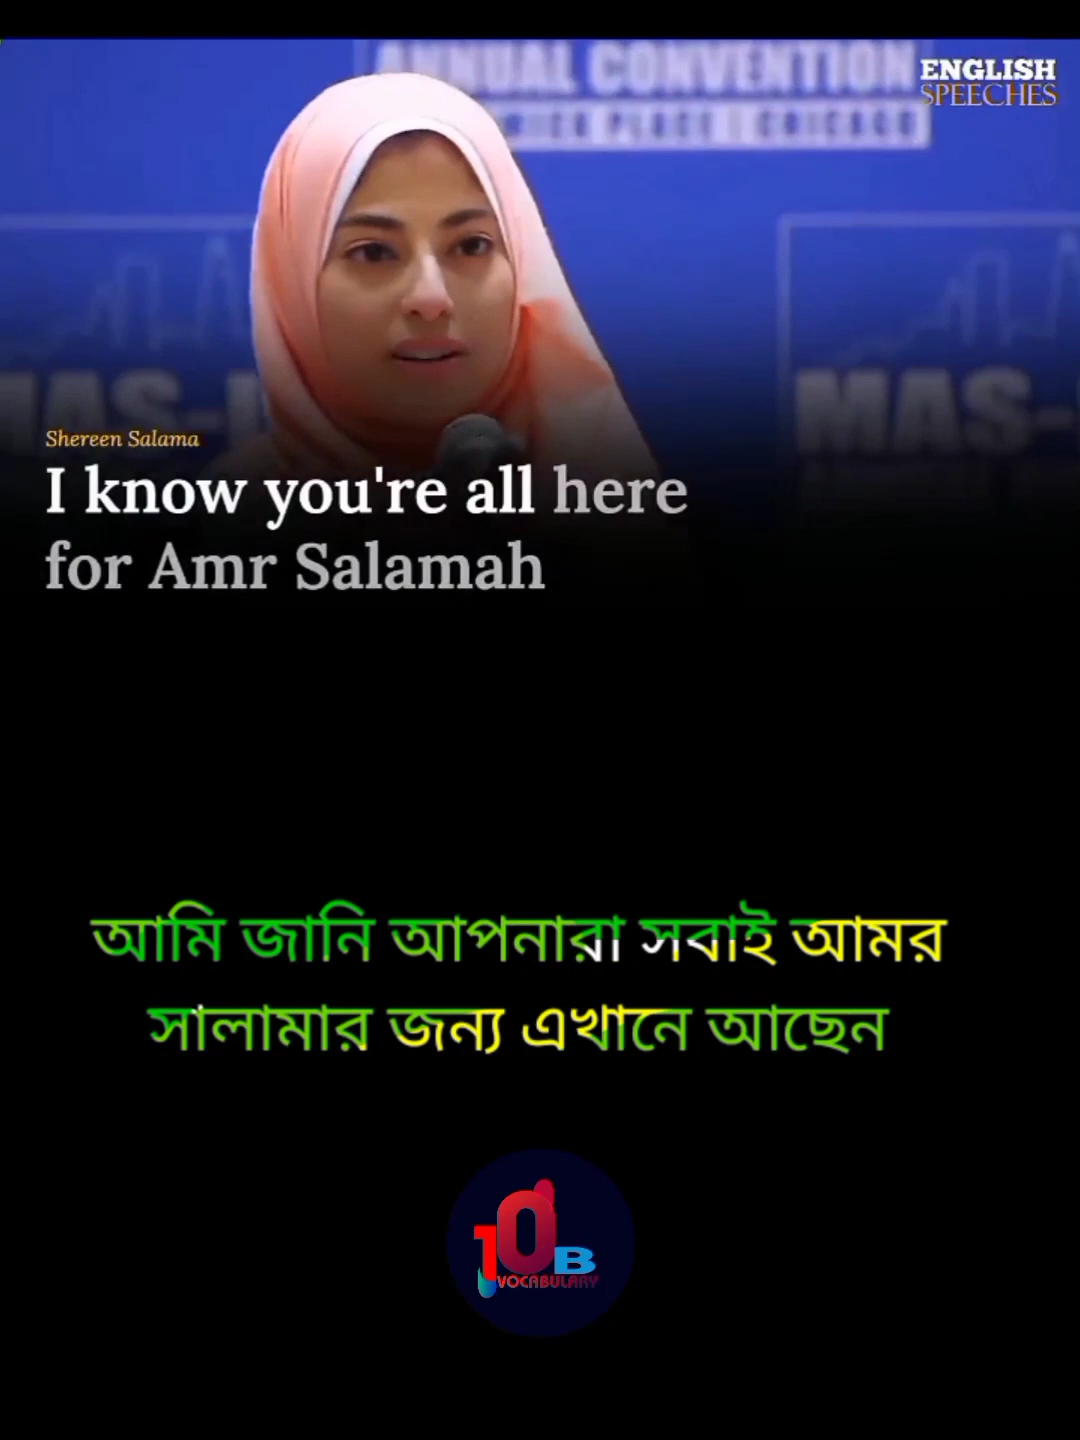 ANNUAL CONVENTION
ENGLISH
SPEECHES
CHICAGO
MAS-
MAS-
Shereen Salama
I know you're all here
for Amr Salamah
আমি জানি আপনারা সবাই আমর
সালামার জন্য এখানে আছেন
10B
VOCABULARY